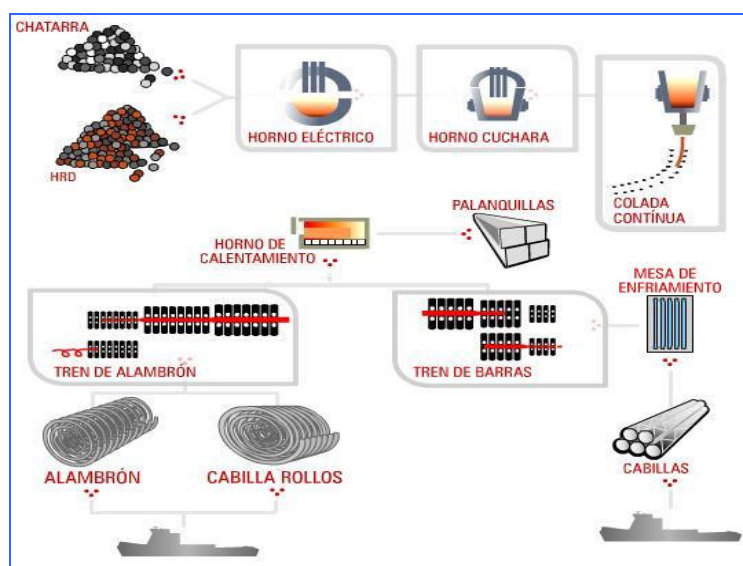 CHATARRA
HRD
HORNO ELÉCTRICO
HORNO CUCHARA
COLADA
CONTÍNUA
PALANQUILLAS
HORNO DE
CALENTAMIENTO
MESA DE
ENFRIAMIENTO
TREN DE ALAMBRÓN
TREN DE BARRAS
ALAMBRÓN
CABILLA ROLLOS
CABILLAS